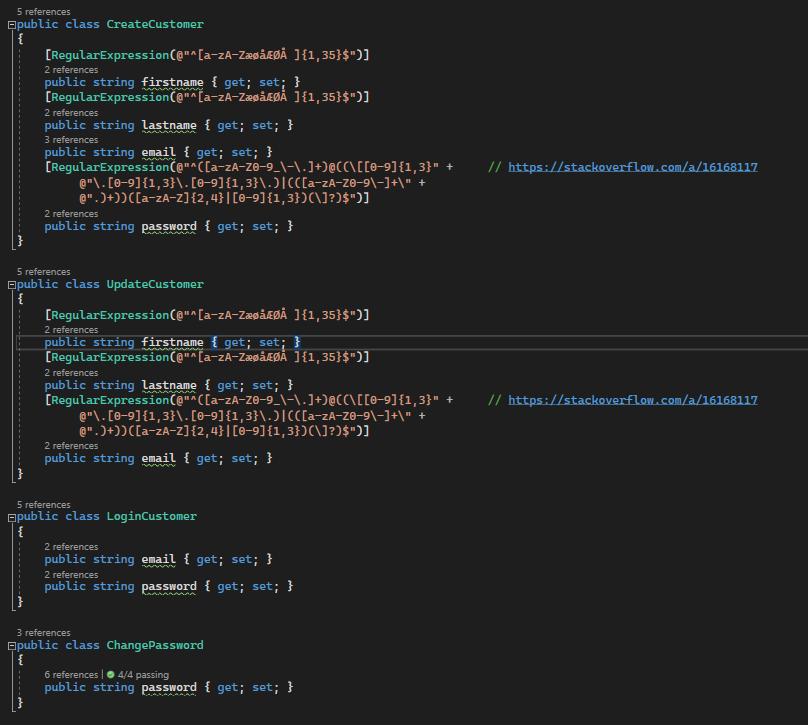 5 references
public class CreateCustomer
{
[RegularExpression(@"^[a-zA-ZæøåÆØÅ ]{1,35}$")]
2 references
public string firstname { get; set; }
[RegularExpression(@"^[a-zA-ZæøåÆØÅ ]{1,35}$")]
2 references
public string lastname { get; set; }
3 references
public string email { get; set; }
[RegularExpression(@"^([a-zA-Z0-9_\-\.]+)@((\[[0-9]{1,3}" + // https://stackoverflow.com/a/16168117
@"\.[0-9]{1,3}\.[0-9]{1,3}\.)|(([a-zA-Z0-9\-]+\" +
@".)+))([a-zA-Z]{2,4}|[0-9]{1,3})(\]?)$")]
2 references
public string password { get; set; }
}
5 references
public class UpdateCustomer
{
[RegularExpression(@"^[a-zA-ZæøåÆØÅ ]{1,35}$")]
2 references
public string firstname { get; set; }
[RegularExpression(@"^[a-zA-ZæøåÆØÅ ]{1,35}$")]
2 references
public string lastname { get; set; }
[RegularExpression(@"^([a-zA-Z0-9_\-\.]+)@((\[[0-9]{1,3}" + // https://stackoverflow.com/a/16168117
@"\.[0-9]{1,3}\.[0-9]{1,3}\.)|(([a-zA-Z0-9\-]+\" +
@".)+))([a-zA-Z]{2,4}|[0-9]{1,3})(\]?)$")]
2 references
public string email { get; set; }
}
5 references
public class LoginCustomer
{
2 references
public string email { get; set; }
2 references
public string password { get; set; }
}
3 references
public class ChangePassword
{
6 references | 4/4 passing
public string password { get; set; }
}